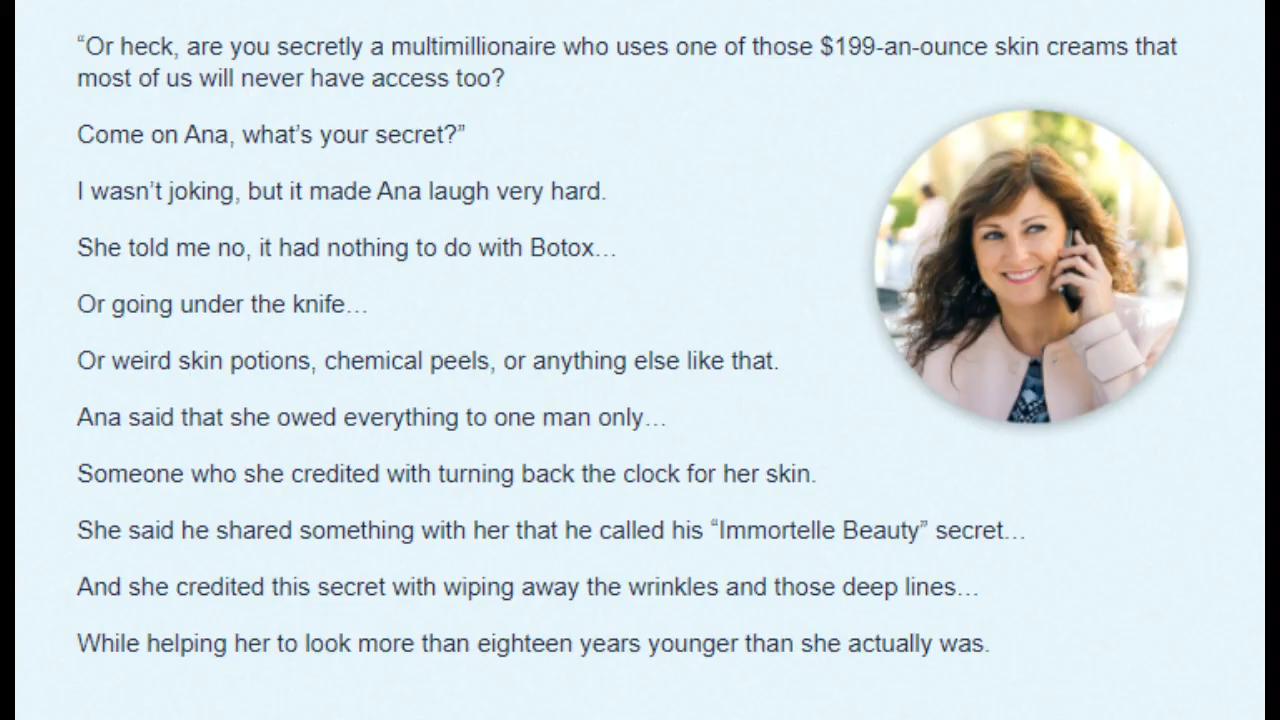 “Or heck, are you secretly a multimillionaire who uses one of those $199-an-ounce skin creams that
most of us will never have access too?
Come on Ana, what’s your secret?”
I wasn’t joking, but it made Ana laugh very hard.
She told me no, it had nothing to do with Botox…
Or going under the knife…
Or weird skin potions, chemical peels, or anything else like that.
Ana said that she owed everything to one man only…
Someone who she credited with turning back the clock for her skin.
She said he shared something with her that he called his “Immortelle Beauty” secret…
And she credited this secret with wiping away the wrinkles and those deep lines…
While helping her to look more than eighteen years younger than she actually was.